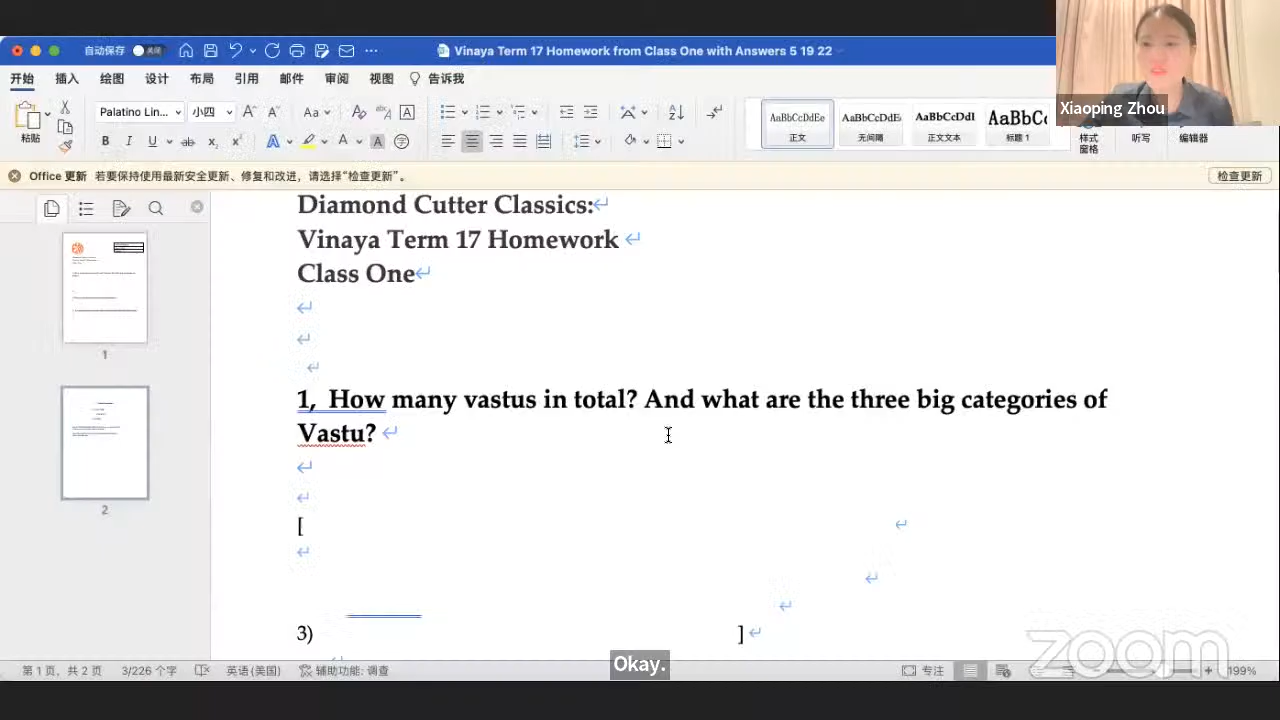 自动保存 关闭
Vinaya Term 17 Homework from Class One with Answers 5 19 22
Xiaoping Zhou
开始 插入 绘图 设计 布局 引用 邮件 审阅 视图 告诉我
粘贴
Palatino Lin... 小四 Aa
B I U ab x₂ x² A A A
AaBbCcDdEe 正文
AaBbCcDdEe 无间隔
AaBbCcDdI 正文文本
AaBbCc 标题 1
样式
窗格
听写
编辑器
Office 更新 若要保持使用最新安全更新、修复和改进，请选择“检查更新”。 检查更新
Diamond Cutter Classics:
Vinaya Term 17 Homework
Class One
1, How many vastus in total? And what are the three big categories of
Vastu?
[
3) ]
1
2
zoom
Okay.
第1页，共2页 3/226 个字 英语(美国) 辅助功能: 调查 专注 199%